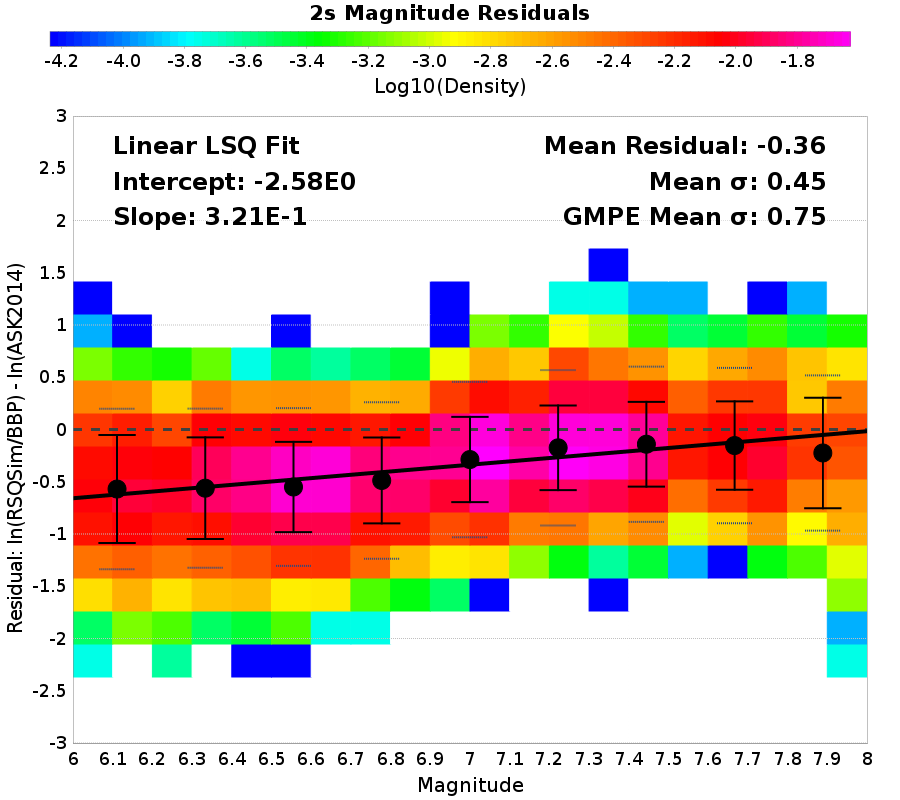 2s Magnitude Residuals
-4.2 -4.0 -3.8 -3.6 -3.4 -3.2 -3.0 -2.8 -2.6 -2.4 -2.2 -2.0 -1.8
Log10(Density)
Linear LSQ Fit
Intercept: -2.58E0
Slope: 3.21E-1
Mean Residual: -0.36
Mean σ: 0.45
GMPE Mean σ: 0.75
Residual: ln(RSQSim/BBP) - ln(ASK2014)
3
2.5
2
1.5
1
0.5
0
-0.5
-1
-1.5
-2
-2.5
-3
6 6.1 6.2 6.3 6.4 6.5 6.6 6.7 6.8 6.9 7 7.1 7.2 7.3 7.4 7.5 7.6 7.7 7.8 7.9 8
Magnitude